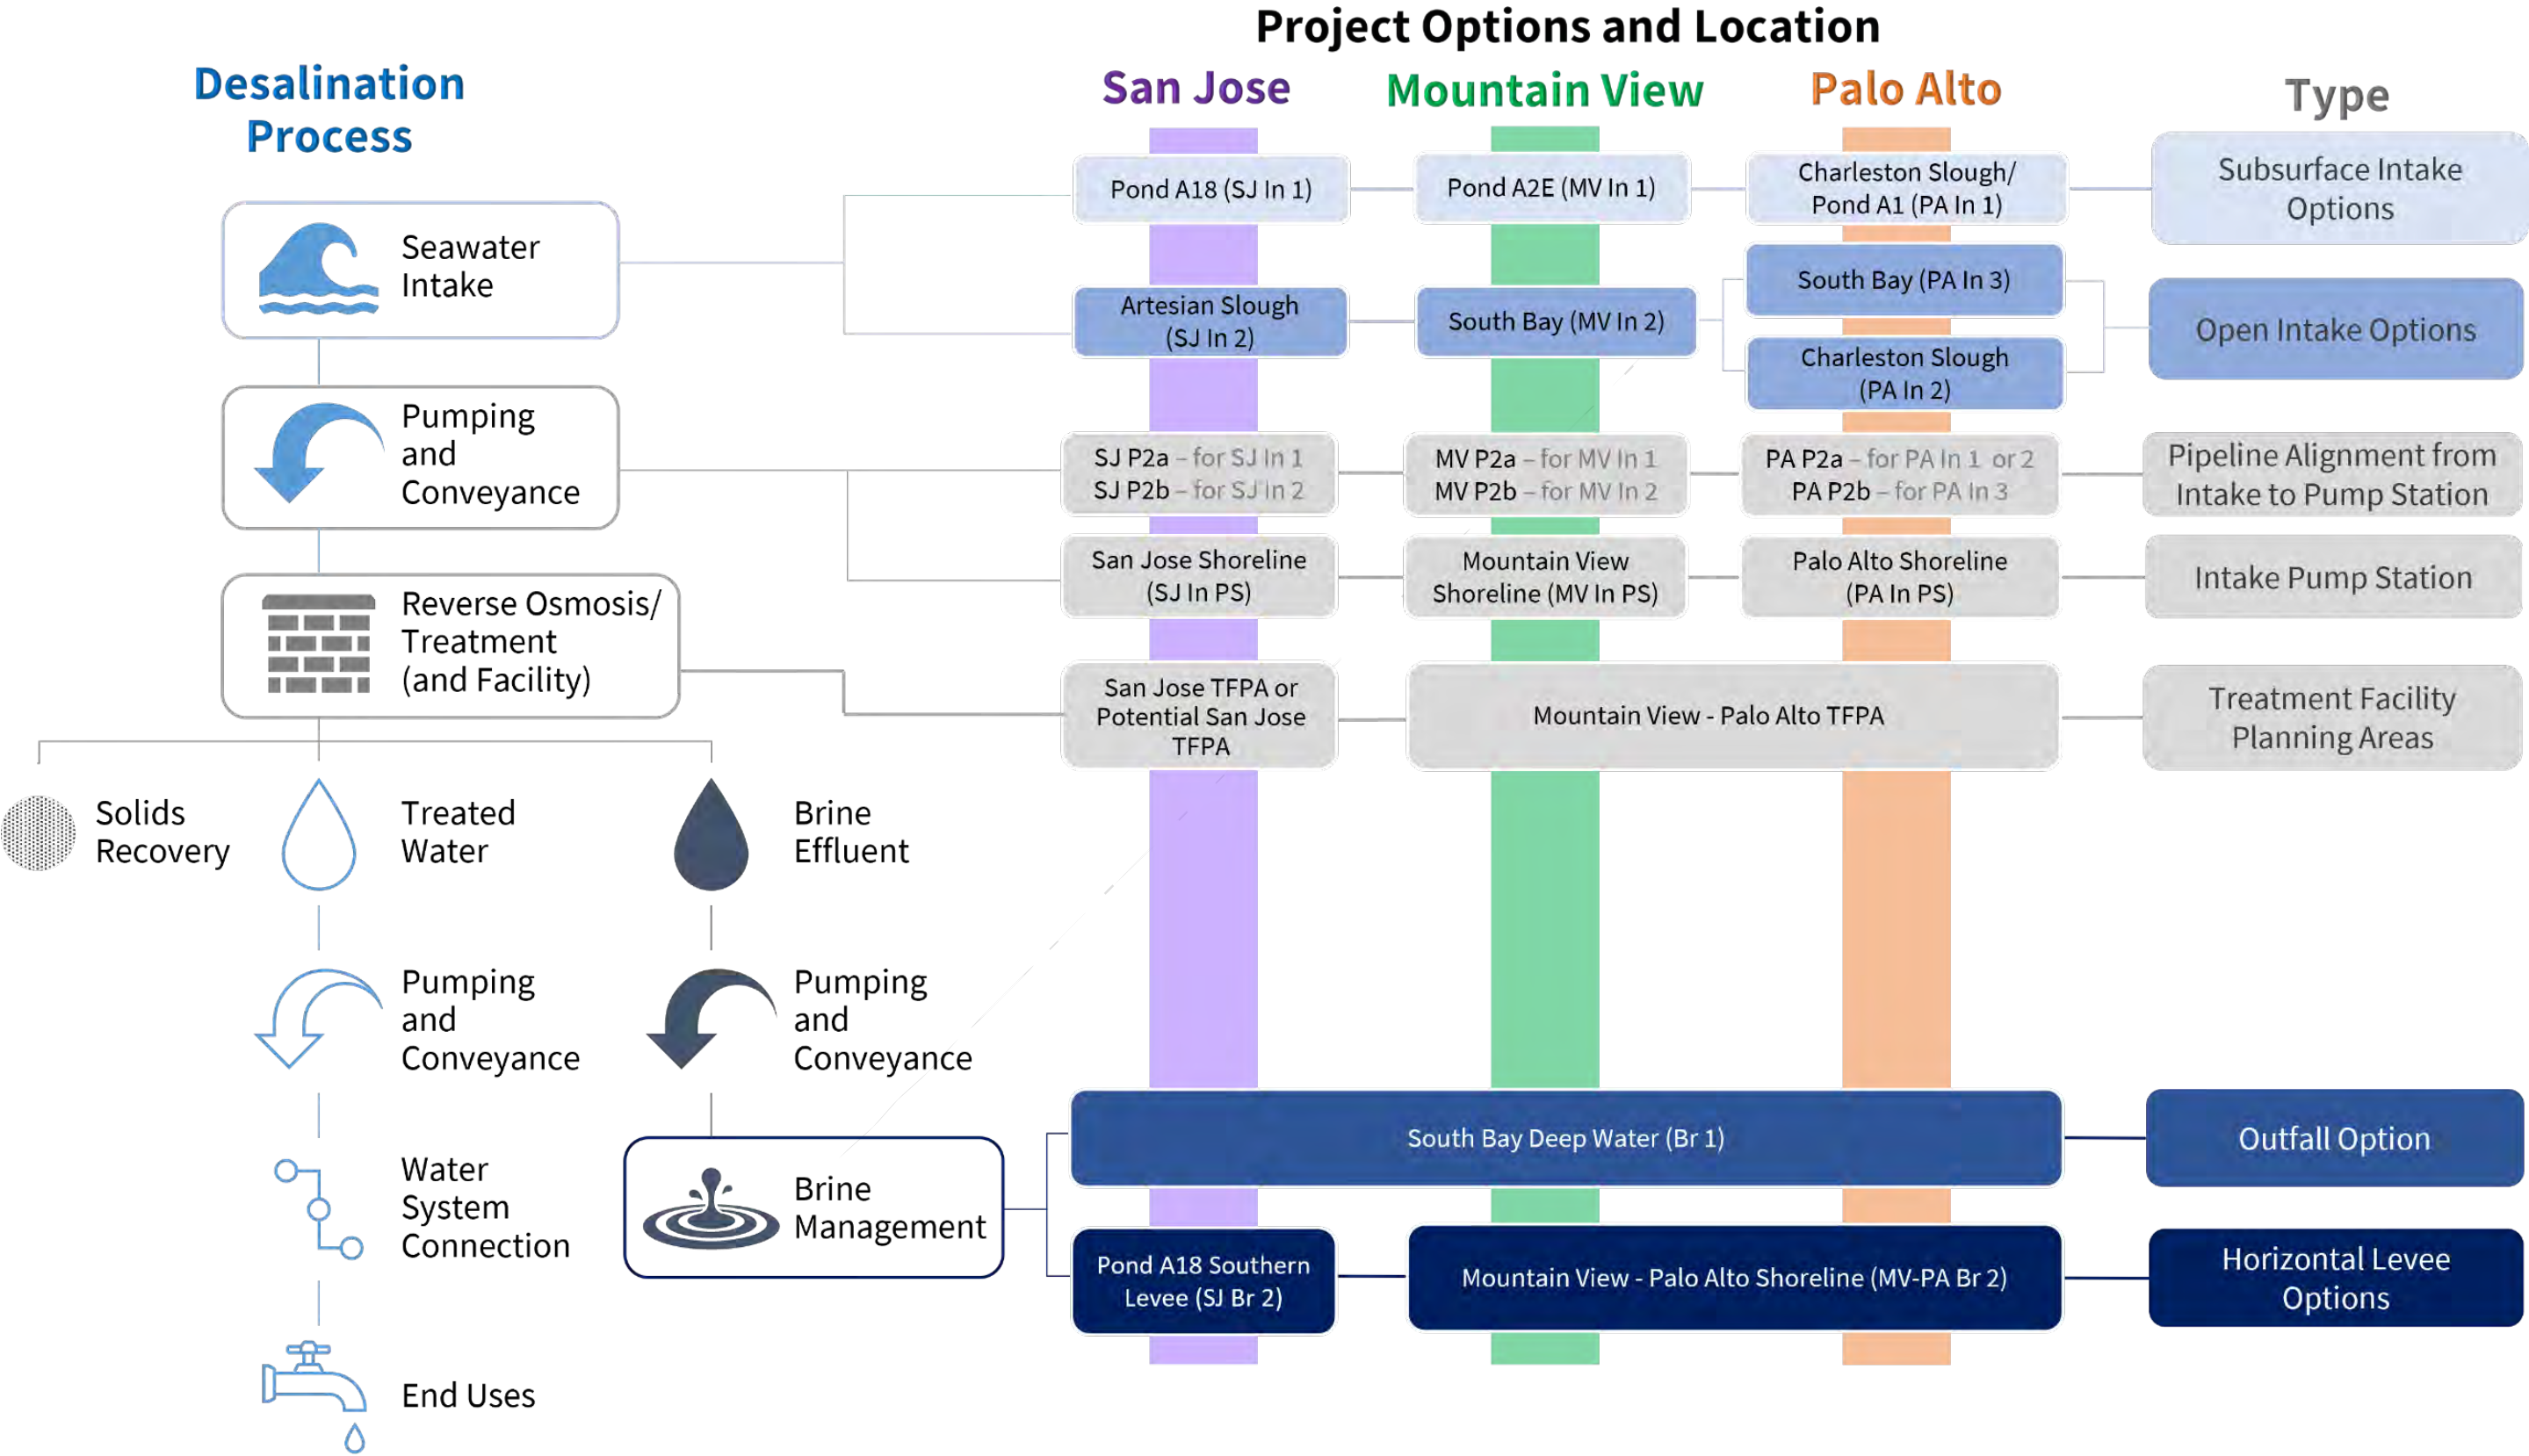 Project Options and Location
Desalination
Process
San Jose
Mountain View
Palo Alto
Type
Seawater
Intake
Pond A18 (SJ In 1)
Pond A2E (MV In 1)
Charleston Slough/
Pond A1 (PA In 1)
Subsurface Intake
Options
Artesian Slough
(SJ In 2)
South Bay (MV In 2)
South Bay (PA In 3)
Charleston Slough
(PA In 2)
Open Intake Options
Pumping
and
Conveyance
SJ P2a – for SJ In 1
SJ P2b – for SJ In 2
MV P2a – for MV In 1
MV P2b – for MV In 2
PA P2a – for PA In 1 or 2
PA P2b – for PA In 3
Pipeline Alignment from
Intake to Pump Station
San Jose Shoreline
(SJ In PS)
Mountain View
Shoreline (MV In PS)
Palo Alto Shoreline
(PA In PS)
Intake Pump Station
Reverse Osmosis/
Treatment
(and Facility)
San Jose TFPA or
Potential San Jose
TFPA
Mountain View - Palo Alto TFPA
Treatment Facility
Planning Areas
Solids
Recovery
Treated
Water
Brine
Effluent
Pumping
and
Conveyance
Pumping
and
Conveyance
Water
System
Connection
Brine
Management
South Bay Deep Water (Br 1)
Outfall Option
Pond A18 Southern
Levee (SJ Br 2)
Mountain View - Palo Alto Shoreline (MV-PA Br 2)
Horizontal Levee
Options
End Uses